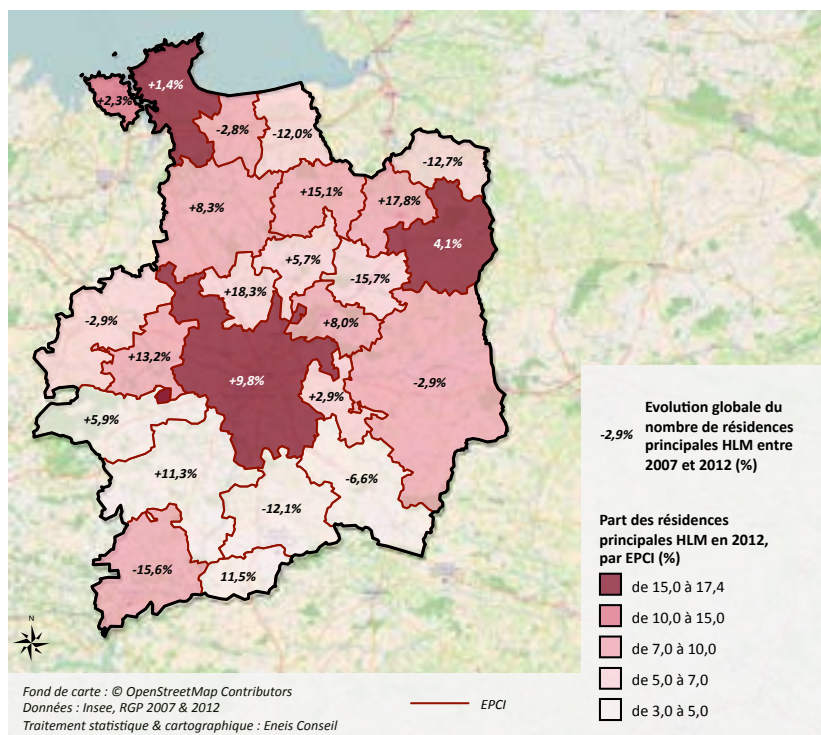 +1,4%
+2,3%
-2,8%
-12,0%
-12,7%
+15,1%
+17,8%
+8,3%
4,1%
+5,7%
-15,7%
+18,3%
-2,9%
+8,0%
+13,2%
+9,8%
-2,9%
+2,9%
+5,9%
+11,3%
-6,6%
-12,1%
-15,6%
11,5%
-2,9%
Evolution globale du
nombre de résidences
principales HLM entre
2007 et 2012 (%)
Part des résidences
principales HLM en 2012,
par EPCI (%)
de 15,0 à 17,4
de 10,0 à 15,0
de 7,0 à 10,0
de 5,0 à 7,0
de 3,0 à 5,0
N
Fond de carte : © OpenStreetMap Contributors
Données : Insee, RGP 2007 & 2012
Traitement statistique & cartographique : Eneis Conseil
EPCI